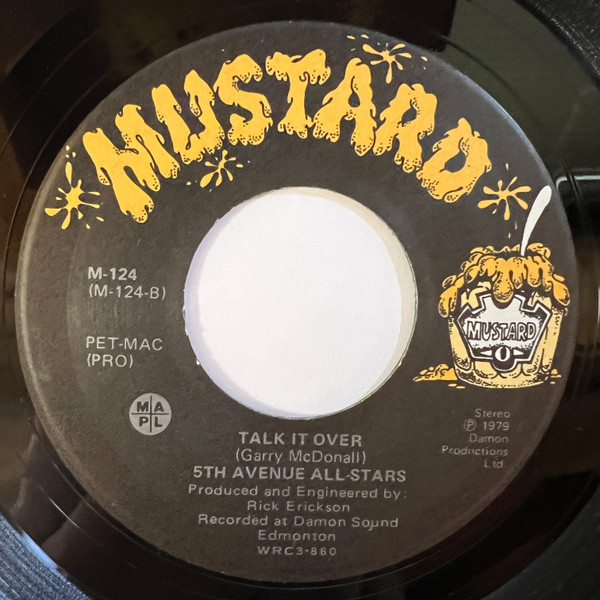 MUSTARD
M-124
(M-124-B)
PET-MAC
(PRO)
MUSTARD
M A
P L
Stereo
Ⓟ 1979
Damon
Productions
Ltd.
TALK IT OVER
(Garry McDonall)
5TH AVENUE ALL-STARS
Produced and Engineered by:
Rick Erickson
Recorded at Damon Sound
Edmonton
WRC3-860